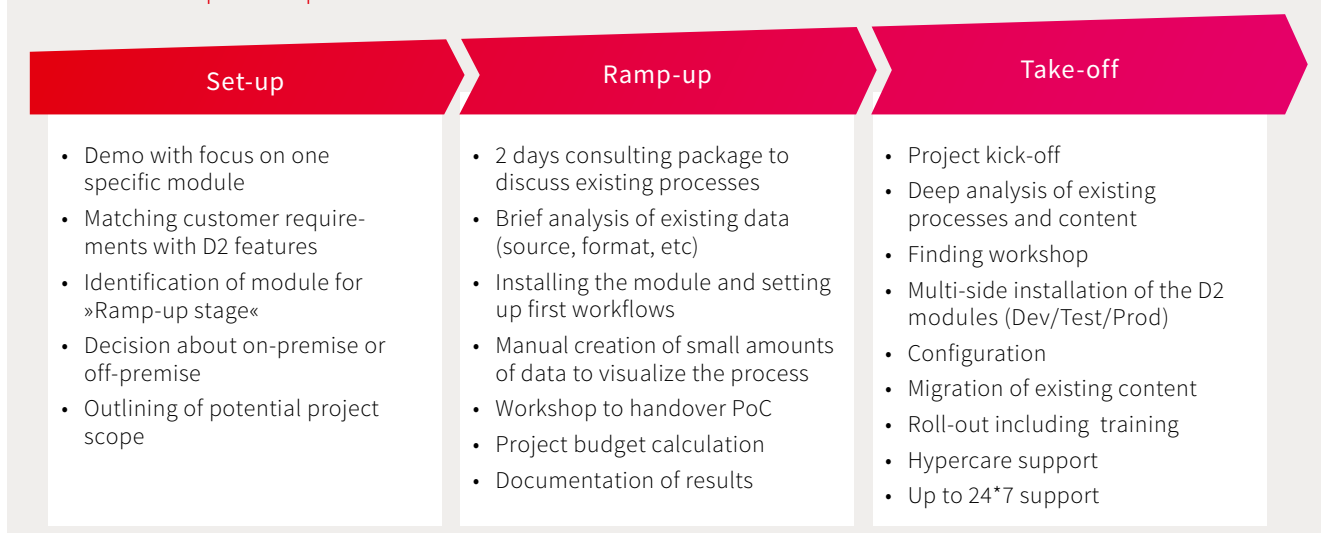 Set-up
Ramp-up
Take-off
• Demo with focus on one
specific module
• Matching customer require-
ments with D2 features
• Identification of module for
»Ramp-up stage«
• Decision about on-premise or
off-premise
• Outlining of potential project
scope
• 2 days consulting package to
discuss existing processes
• Brief analysis of existing data
(source, format, etc)
• Installing the module and setting
up first workflows
• Manual creation of small amounts
of data to visualize the process
• Workshop to handover PoC
• Project budget calculation
• Documentation of results
• Project kick-off
• Deep analysis of existing
processes and content
• Finding workshop
• Multi-side installation of the D2
modules (Dev/Test/Prod)
• Configuration
• Migration of existing content
• Roll-out including training
• Hypercare support
• Up to 24*7 support